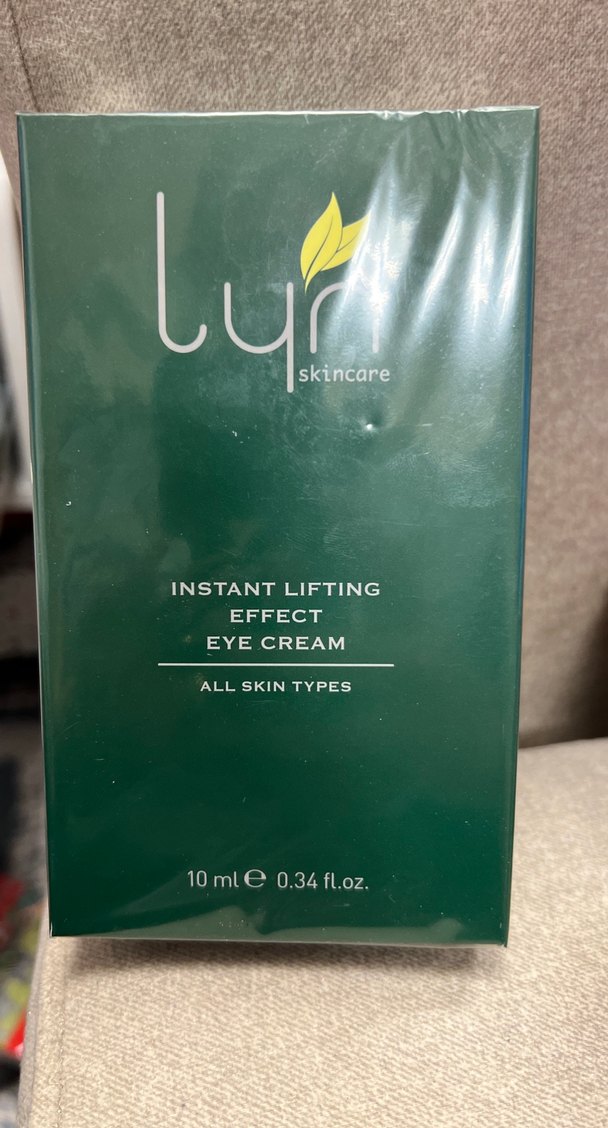 lyn
skincare
INSTANT LIFTING
EFFECT
EYE CREAM
ALL SKIN TYPES
10 ml ℮ 0.34 fl.oz.